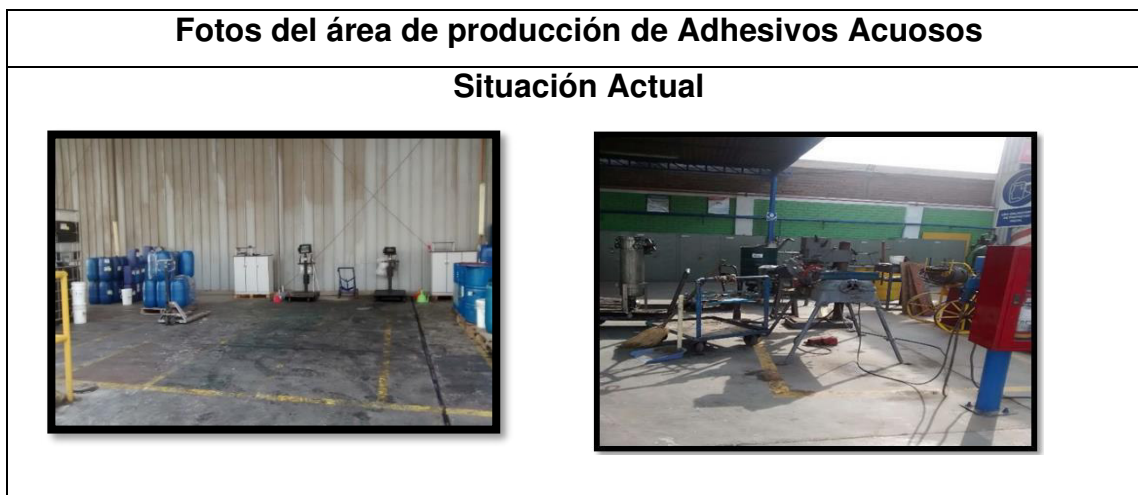 Fotos del área de producción de Adhesivos Acuosos
Situación Actual